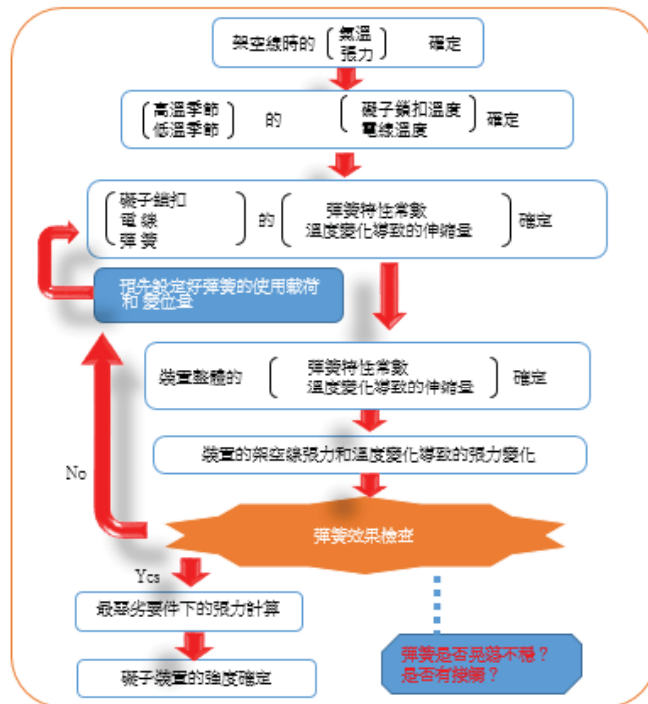 架空線時的 氣溫 確定
張力
高溫季節 的 礙子鎖扣溫度 確定
低溫季節 電線溫度
礙子鎖扣
電線 的 彈簧特性常數 確定
彈簧 溫度變化導致的伸縮量
預先設定好彈簧的使用載荷
和 變位量
裝置整體的 彈簧特性常數 確定
溫度變化導致的伸縮量
裝置的架空線張力和溫度變化導致的張力變化
No
彈簧效果檢查
Yes
最惡劣要件下的張力計算
彈簧是否晃落不穩？
是否有接觸？
礙子裝置的強度確定